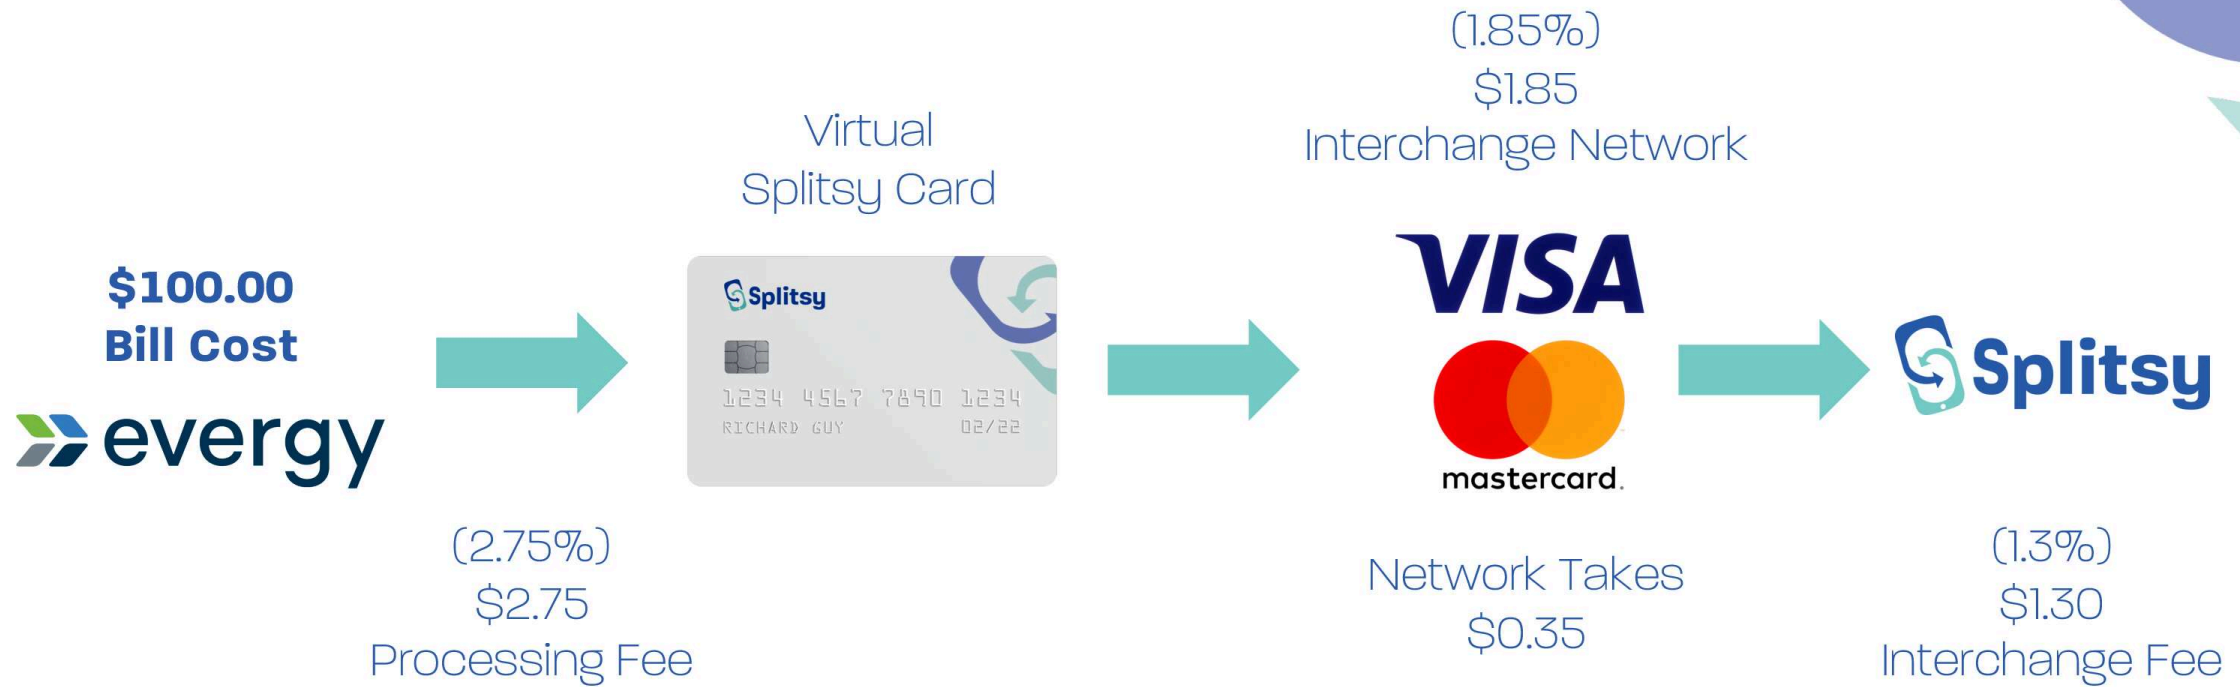 $100.00
Bill Cost
evergy
(2.75%)
$2.75
Processing Fee
Virtual
Splitsy Card
Splitsy
1234 4567 7890 1234
RICHARD GUY 02/22
(1.85%)
$1.85
Interchange Network
VISA
mastercard.
Network Takes
$0.35
Splitsy
(1.3%)
$1.30
Interchange Fee